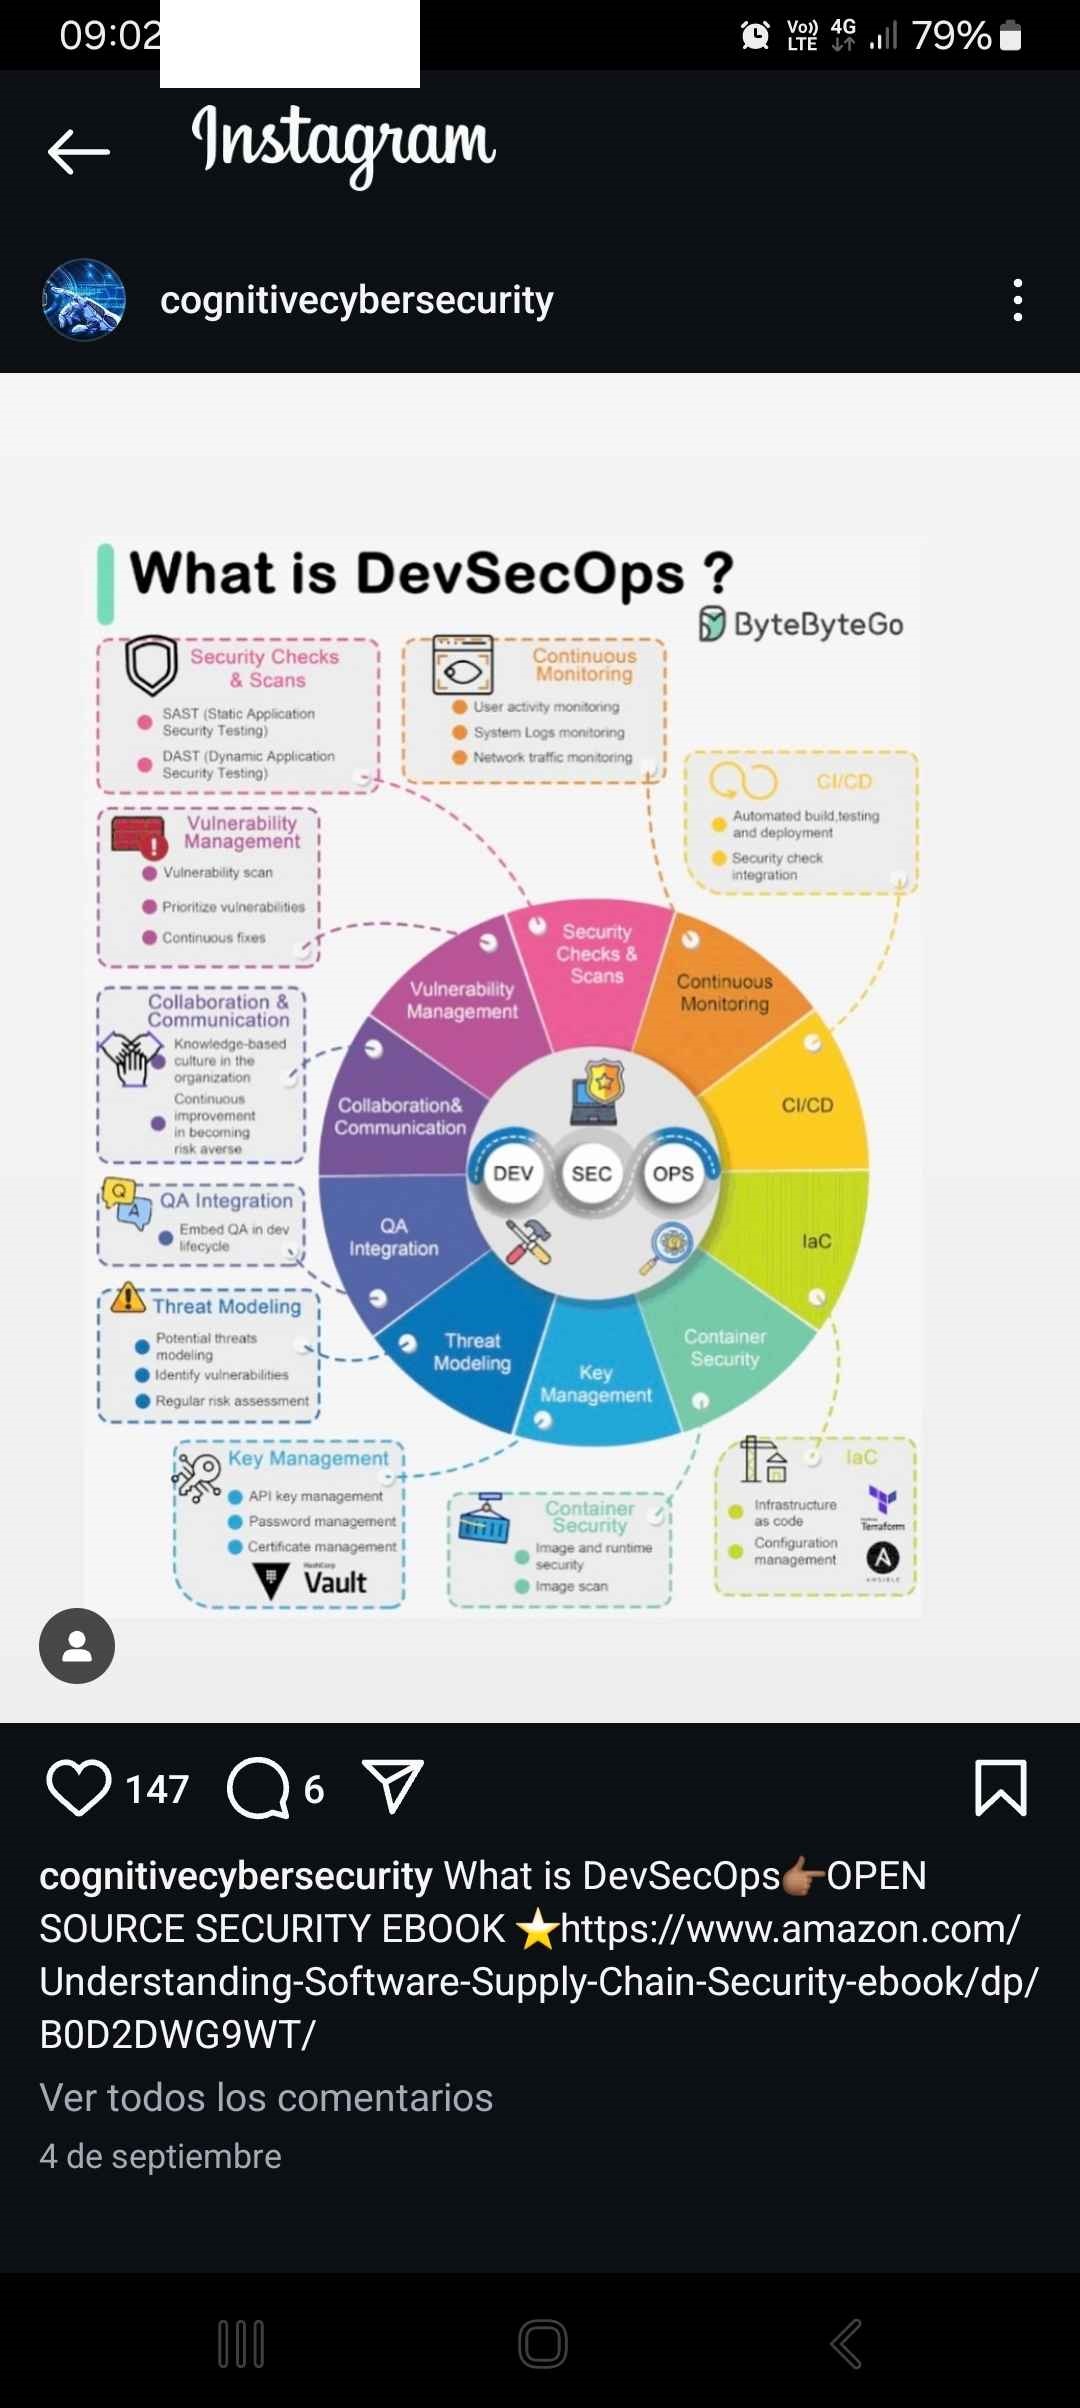 09:02
Vo)) LTE 4G 79%
Instagram
cognitivecybersecurity
What is DevSecOps ?
ByteByteGo
Security Checks
& Scans
SAST (Static Application
Security Testing)
DAST (Dynamic Application
Security Testing)
Continuous
Monitoring
User activity monitoring
System Logs monitoring
Network traffic monitoring
CI/CD
Automated build,testing
and deployment
Security check
integration
Vulnerability
Management
Vulnerability scan
Prioritize vulnerabilities
Continuous fixes
Collaboration &
Communication
Knowledge-based
culture in the
organization
Continuous
improvement
in becoming
risk averse
QA Integration
Q
A
Embed QA in dev
lifecycle
Threat Modeling
Potential threats
modeling
Identify vulnerabilities
Regular risk assessment
Security
Checks &
Scans
Continuous
Monitoring
CI/CD
IaC
Container
Security
Key
Management
Threat
Modeling
QA
Integration
Collaboration&
Communication
Vulnerability
Management
DEV
SEC
OPS
Key Management
API key management
Password management
Certificate management
HashiCorp
Vault
Container
Security
Image and runtime
security
Image scan
IaC
Infrastructure
as code
Configuration
management
Terraform
A
ANSIBLE
147
6
cognitivecybersecurity What is DevSecOps👉🏾OPEN
SOURCE SECURITY EBOOK ⭐https://www.amazon.com/
Understanding-Software-Supply-Chain-Security-ebook/dp/
B0D2DWG9WT/
Ver todos los comentarios
4 de septiembre